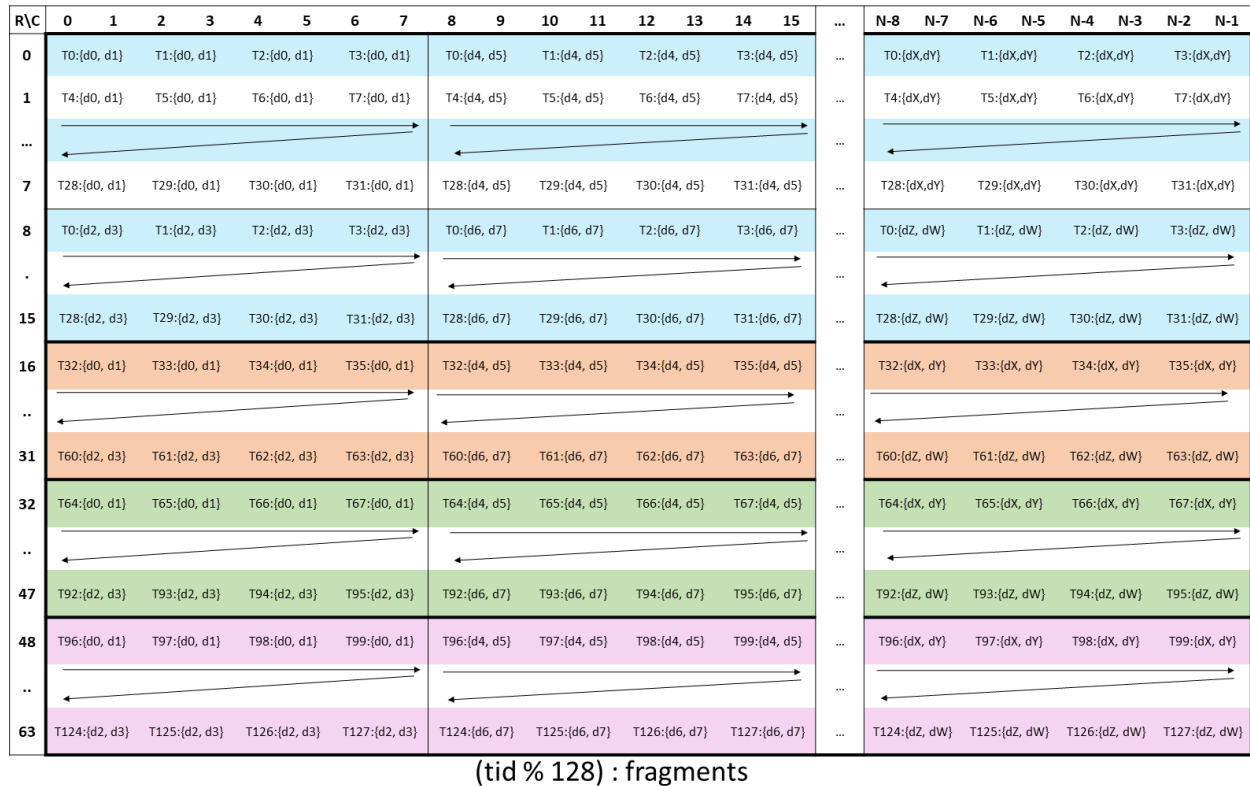 R\C 0 1 2 3 4 5 6 7 8 9 10 11 12 13 14 15 ... N-8 N-7 N-6 N-5 N-4 N-3 N-2 N-1
0 T0:{d0, d1} T1:{d0, d1} T2:{d0, d1} T3:{d0, d1} T0:{d4, d5} T1:{d4, d5} T2:{d4, d5} T3:{d4, d5} ... T0:{dX,dY} T1:{dX,dY} T2:{dX,dY} T3:{dX,dY}
1 T4:{d0, d1} T5:{d0, d1} T6:{d0, d1} T7:{d0, d1} T4:{d4, d5} T5:{d4, d5} T6:{d4, d5} T7:{d4, d5} ... T4:{dX,dY} T5:{dX,dY} T6:{dX,dY} T7:{dX,dY}
... ...
7 T28:{d0, d1} T29:{d0, d1} T30:{d0, d1} T31:{d0, d1} T28:{d4, d5} T29:{d4, d5} T30:{d4, d5} T31:{d4, d5} ... T28:{dX,dY} T29:{dX,dY} T30:{dX,dY} T31:{dX,dY}
8 T0:{d2, d3} T1:{d2, d3} T2:{d2, d3} T3:{d2, d3} T0:{d6, d7} T1:{d6, d7} T2:{d6, d7} T3:{d6, d7} ... T0:{dZ, dW} T1:{dZ, dW} T2:{dZ, dW} T3:{dZ, dW}
. ...
15 T28:{d2, d3} T29:{d2, d3} T30:{d2, d3} T31:{d2, d3} T28:{d6, d7} T29:{d6, d7} T30:{d6, d7} T31:{d6, d7} ... T28:{dZ, dW} T29:{dZ, dW} T30:{dZ, dW} T31:{dZ, dW}
16 T32:{d0, d1} T33:{d0, d1} T34:{d0, d1} T35:{d0, d1} T32:{d4, d5} T33:{d4, d5} T34:{d4, d5} T35:{d4, d5} ... T32:{dX, dY} T33:{dX, dY} T34:{dX, dY} T35:{dX, dY}
.. ...
31 T60:{d2, d3} T61:{d2, d3} T62:{d2, d3} T63:{d2, d3} T60:{d6, d7} T61:{d6, d7} T62:{d6, d7} T63:{d6, d7} ... T60:{dZ, dW} T61:{dZ, dW} T62:{dZ, dW} T63:{dZ, dW}
32 T64:{d0, d1} T65:{d0, d1} T66:{d0, d1} T67:{d0, d1} T64:{d4, d5} T65:{d4, d5} T66:{d4, d5} T67:{d4, d5} ... T64:{dX, dY} T65:{dX, dY} T66:{dX, dY} T67:{dX, dY}
.. ...
47 T92:{d2, d3} T93:{d2, d3} T94:{d2, d3} T95:{d2, d3} T92:{d6, d7} T93:{d6, d7} T94:{d6, d7} T95:{d6, d7} ... T92:{dZ, dW} T93:{dZ, dW} T94:{dZ, dW} T95:{dZ, dW}
48 T96:{d0, d1} T97:{d0, d1} T98:{d0, d1} T99:{d0, d1} T96:{d4, d5} T97:{d4, d5} T98:{d4, d5} T99:{d4, d5} ... T96:{dX, dY} T97:{dX, dY} T98:{dX, dY} T99:{dX, dY}
.. ...
63 T124:{d2, d3} T125:{d2, d3} T126:{d2, d3} T127:{d2, d3} T124:{d6, d7} T125:{d6, d7} T126:{d6, d7} T127:{d6, d7} ... T124:{dZ, dW} T125:{dZ, dW} T126:{dZ, dW} T127:{dZ, dW}
(tid % 128) : fragments